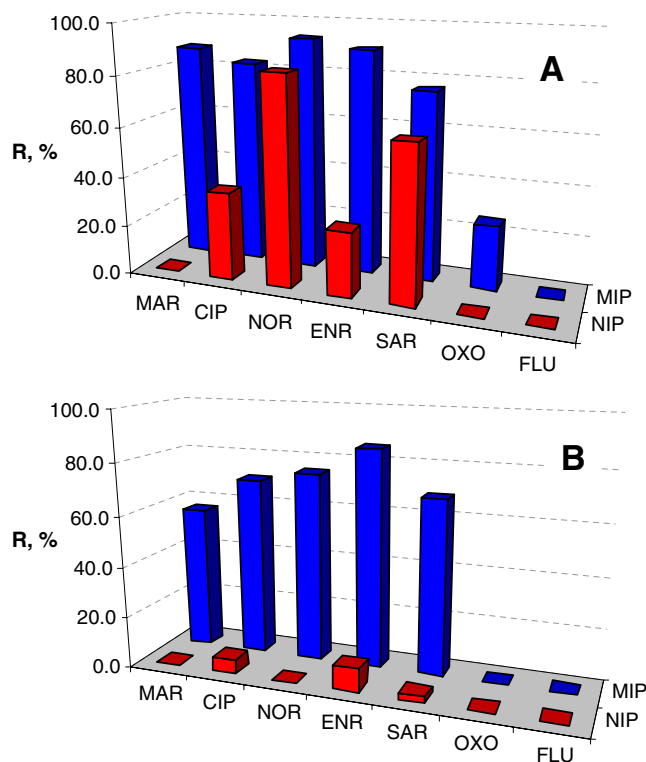 100.0
A
80.0
60.0
R, %
40.0
20.0
0.0
MAR
CIP
NOR
ENR
SAR
OXO
FLU
MIP
NIP
100.0
B
80.0
60.0
R, %
40.0
20.0
0.0
MAR
CIP
NOR
ENR
SAR
OXO
FLU
MIP
NIP